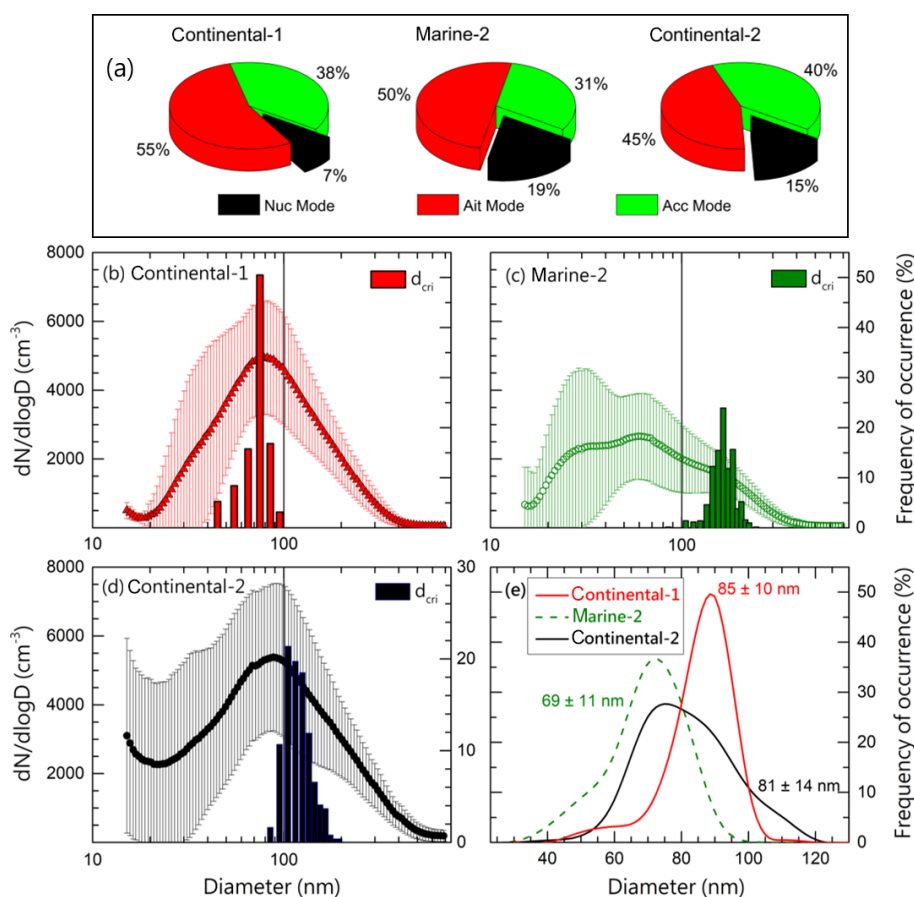 Continental-1 Marine-2 Continental-2
(a)
38% 50% 31% 40%
55% 7% 19% 45% 15%
Nuc Mode Ait Mode Acc Mode
(b) Continental-1
d_cri
8000
6000
4000
2000
dN/dlogD (cm⁻³)
10 100
(c) Marine-2
d_cri
50
40
30
20
10
0
Frequency of occurrence (%)
10 100
(d) Continental-2
d_cri
8000
6000
4000
2000
dN/dlogD (cm⁻³)
30
20
10
0
10 100
Diameter (nm)
(e)
Continental-1
Marine-2
Continental-2
85 ± 10 nm
69 ± 11 nm
81 ± 14 nm
50
40
30
20
10
0
Frequency of occurrence (%)
40 60 80 100 120
Diameter (nm)